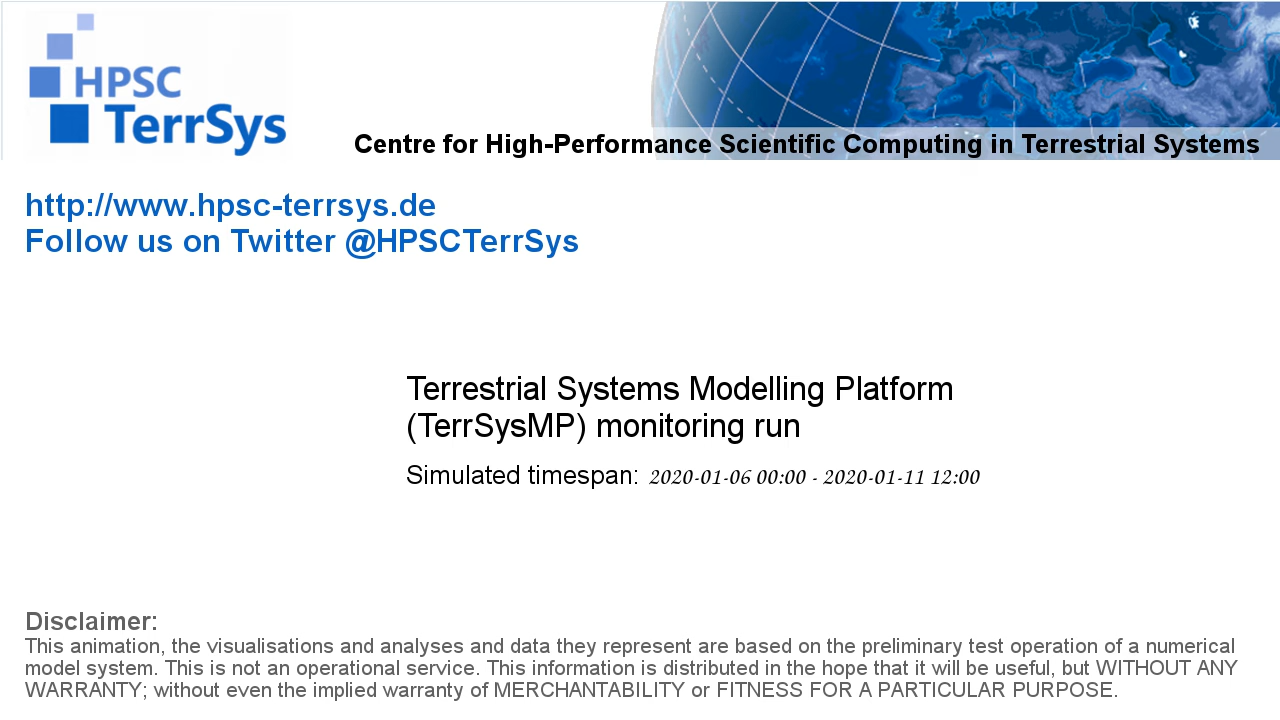 HPSC
TerrSys
Centre for High-Performance Scientific Computing in Terrestrial Systems
http://www.hpsc-terrsys.de
Follow us on Twitter @HPSCTerrSys
Terrestrial Systems Modelling Platform
(TerrSysMP) monitoring run
Simulated timespan: 2020-01-06 00:00 - 2020-01-11 12:00
Disclaimer:
This animation, the visualisations and analyses and data they represent are based on the preliminary test operation of a numerical
model system. This is not an operational service. This information is distributed in the hope that it will be useful, but WITHOUT ANY
WARRANTY; without even the implied warranty of MERCHANTABILITY or FITNESS FOR A PARTICULAR PURPOSE.